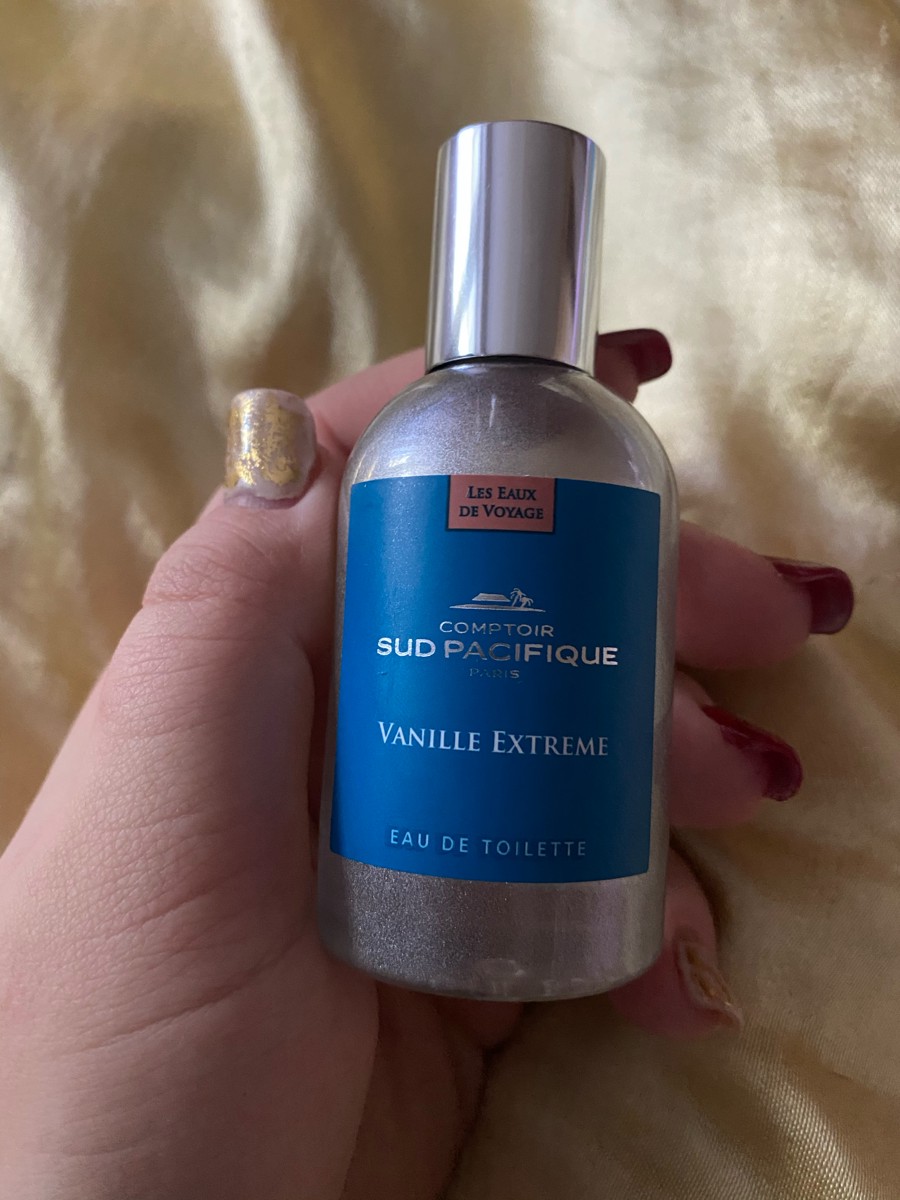 LES EAUX
DE VOYAGE
COMPTOIR
SUD PACIFIQUE
PARIS
VANILLE EXTREME
EAU DE TOILETTE